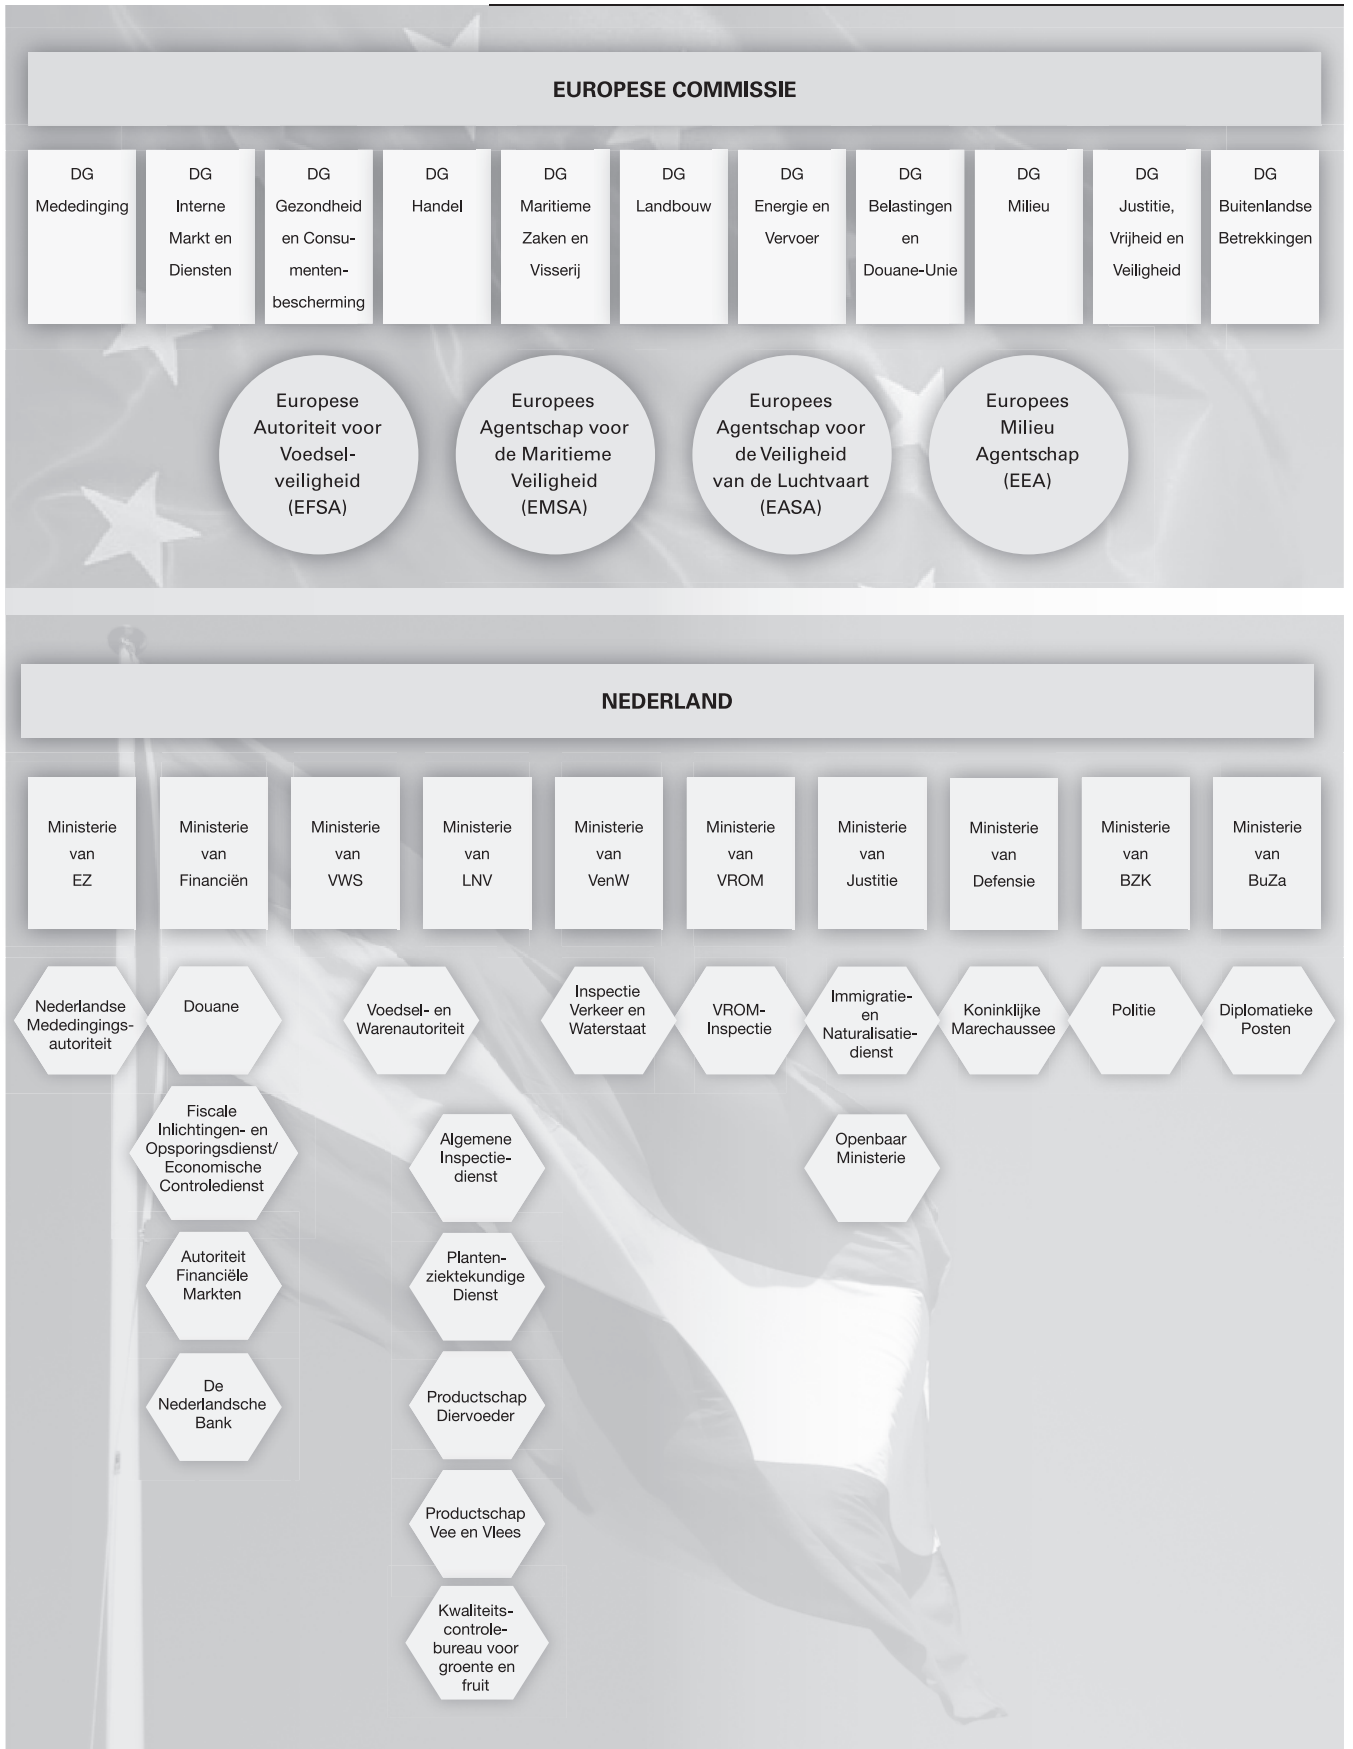 EUROPESE COMMISSIE
DG
Mededinging
DG
Interne
Markt en
Diensten
DG
Gezondheid
en Consu-
menten-
bescherming
DG
Handel
DG
Maritieme
Zaken en
Visserij
DG
Landbouw
DG
Energie en
Vervoer
DG
Belastingen
en
Douane-Unie
DG
Milieu
DG
Justitie,
Vrijheid en
Veiligheid
DG
Buitenlandse
Betrekkingen
Europese
Autoriteit voor
Voedsel-
veiligheid
(EFSA)
Europees
Agentschap voor
de Maritieme
Veiligheid
(EMSA)
Europees
Agentschap voor
de Veiligheid
van de Luchtvaart
(EASA)
Europees
Milieu
Agentschap
(EEA)
NEDERLAND
Ministerie
van
EZ
Ministerie
van
Financiën
Ministerie
van
VWS
Ministerie
van
LNV
Ministerie
van
VenW
Ministerie
van
VROM
Ministerie
van
Justitie
Ministerie
van
Defensie
Ministerie
van
BZK
Ministerie
van
BuZa
Nederlandse
Mededingings-
autoriteit
Douane
Voedsel- en
Warenautoriteit
Inspectie
Verkeer en
Waterstaat
VROM-
Inspectie
Immigratie-
en
Naturalisatie-
dienst
Koninklijke
Marechaussee
Politie
Diplomatieke
Posten
Fiscale
Inlichtingen- en
Opsporingsdienst/
Economische
Controledienst
Algemene
Inspectie-
dienst
Openbaar
Ministerie
Autoriteit
Financiële
Markten
Planten-
ziektekundige
Dienst
De
Nederlandsche
Bank
Productschap
Diervoeder
Productschap
Vee en Vlees
Kwaliteits-
controle-
bureau voor
groente en
fruit